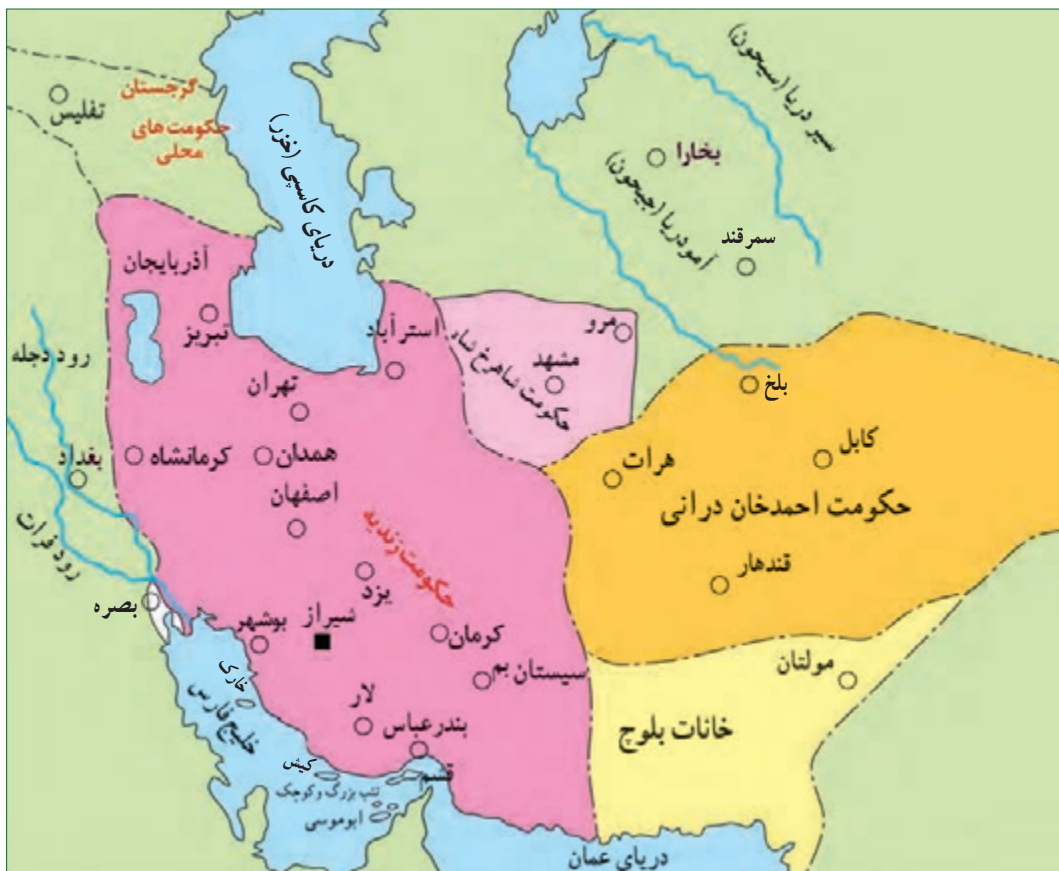 گرجستان
تفلیس
حکومت های
محلی
دریای کاسپی (خزر)
سیر دریا (سیحون)
بخارا
آمودریا (جیحون)
سمرقند
آذربایجان
تبریز
استرآباد
مرو
مشهد
حکومت شاهرخ شاه
رود دجله
تهران
بلخ
بغداد
کرمانشاه
همدان
هرات
کابل
اصفهان
حکومت احمدخان درانی
رود فرات
حکومت زندیه
یزد
قندهار
بصره
بوشهر
شیراز
کرمان
سیستان بم
مولتان
خارک
خلیج فارس
لار
بندرعباس
خانات بلوچ
کیش
قشم
تنب بزرگ و کوچک
ابوموسی
دریای عمان